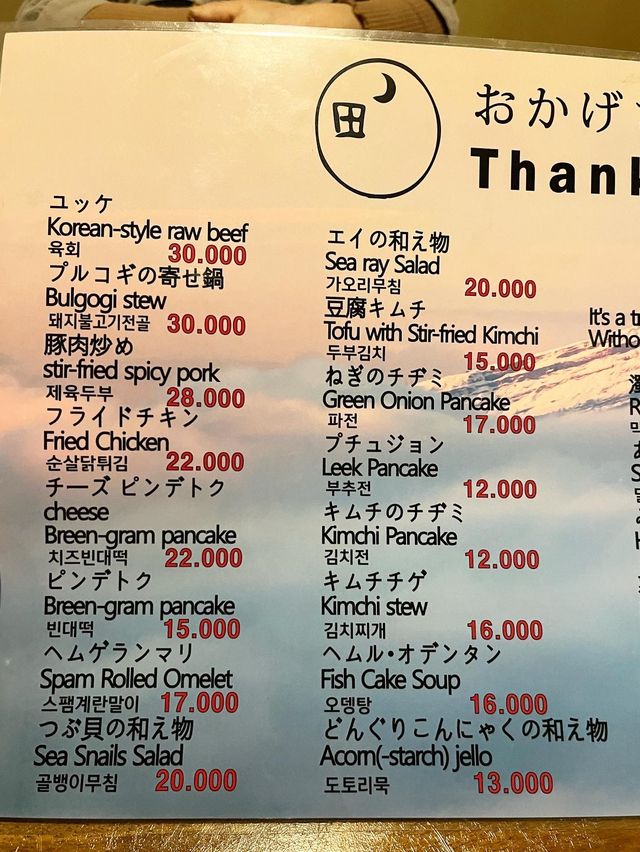 田
おかげ
Thank
ユッケ
Korean-style raw beef
육회 30.000
プルコギの寄せ鍋
Bulgogi stew
돼지불고기전골 30.000
豚肉炒め
stir-fried spicy pork
제육두부 28.000
フライドチキン
Fried Chicken
순살닭튀김 22.000
チーズ ピンデトク
cheese
Breen-gram pancake
치즈빈대떡 22.000
ピンデトク
Breen-gram pancake
빈대떡 15.000
ヘムゲランマリ
Spam Rolled Omelet
스팸계란말이 17.000
つぶ貝の和え物
Sea Snails Salad
골뱅이무침 20.000
エイの和え物
Sea ray Salad
가오리무침 20.000
豆腐キムチ
Tofu with Stir-fried Kimchi
두부김치 15.000
ねぎのチヂミ
Green Onion Pancake
파전 17.000
プチュジョン
Leek Pancake
부추전 12.000
キムチのチヂミ
Kimchi Pancake
김치전 12.000
キムチチゲ
Kimchi stew
김치찌개 16.000
ヘムル・オデンタン
Fish Cake Soup
오뎅탕 16.000
どんぐりこんにゃくの和え物
Acorn(-starch) jello
도토리묵 13.000
It's a
Witho